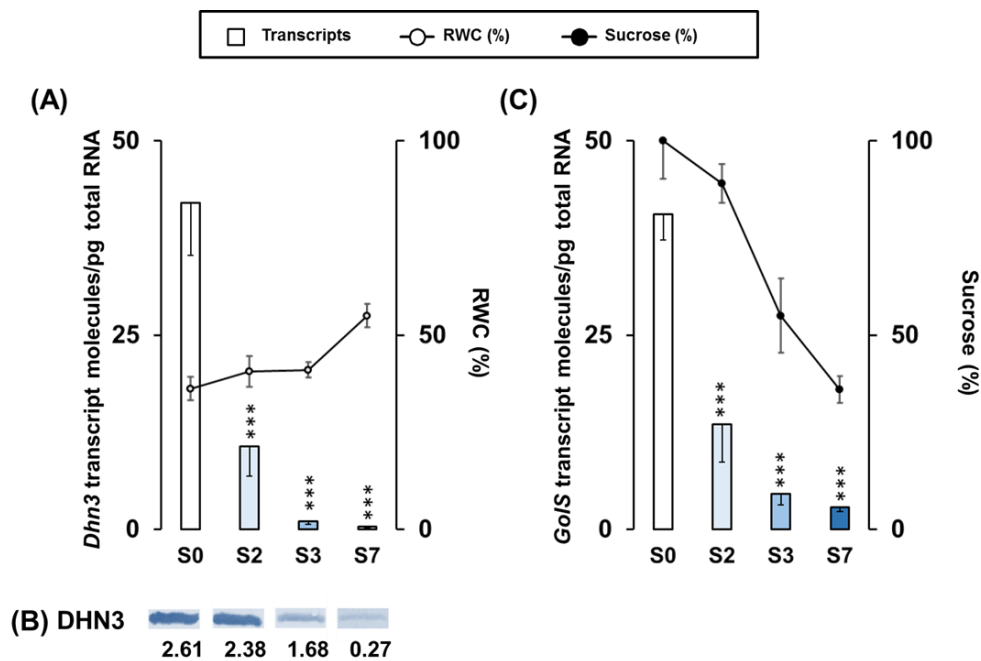 Transcripts RWC (%) Sucrose (%)
(A)
Dhn3 transcript molecules/pg total RNA
50
25
0
100
50
0
RWC (%)
***
***
***
S0 S2 S3 S7
(C)
GolS transcript molecules/pg total RNA
50
25
0
100
50
0
Sucrose (%)
***
***
***
S0 S2 S3 S7
(B) DHN3
2.61 2.38 1.68 0.27